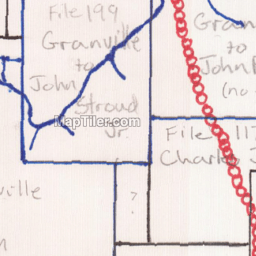 File 199
Granville
to
John
Stroud
Jr.
Gran
to
John
(no
MapTiler.com
File 117
Charles J
ville
?
?
m